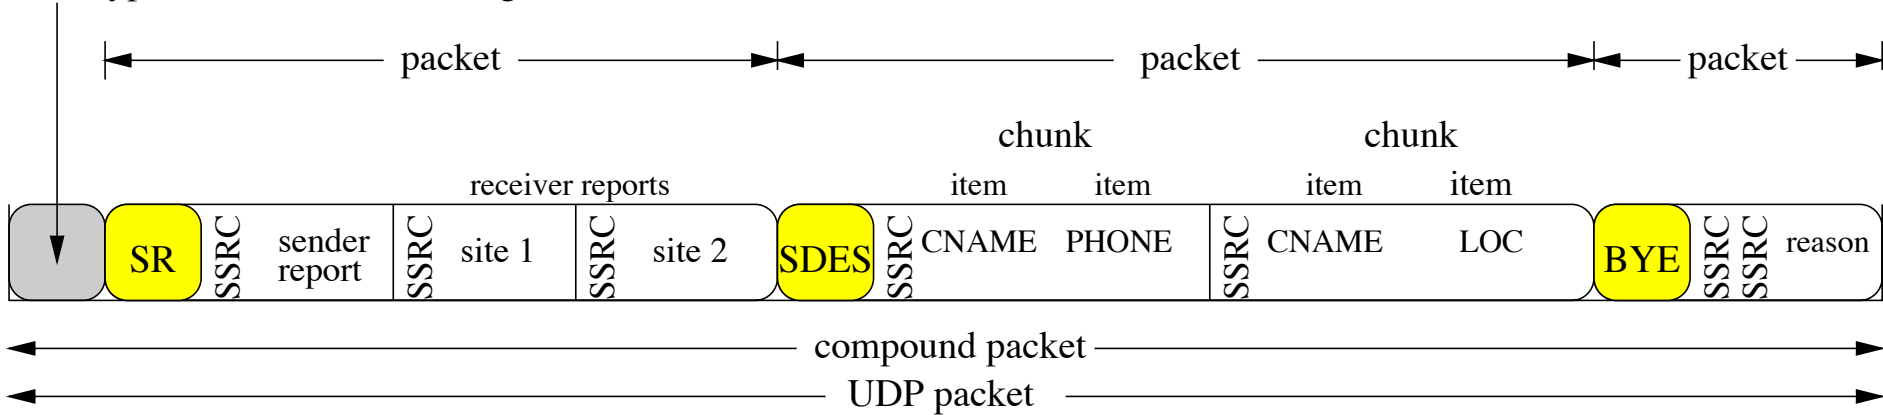 packet packet packet
chunk chunk
receiver reports item item item item
SR SSRC sender report SSRC site 1 SSRC site 2 SDES SSRC CNAME PHONE SSRC CNAME LOC BYE SSRC SSRC reason
compound packet
UDP packet